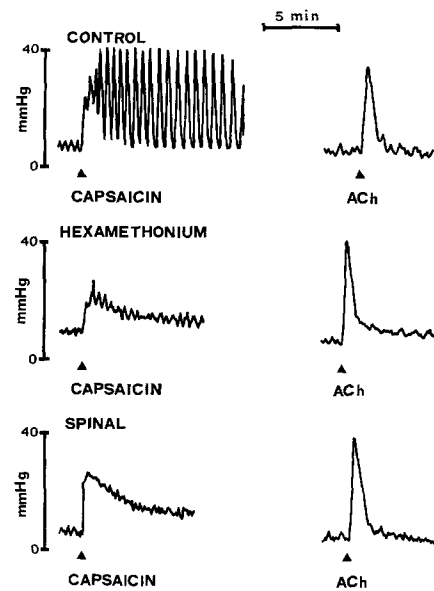 5 min
CONTROL
40
mmHg
0
CAPSAICIN
ACh
HEXAMETHONIUM
40
mmHg
0
CAPSAICIN
ACh
SPINAL
40
mmHg
0
CAPSAICIN
ACh